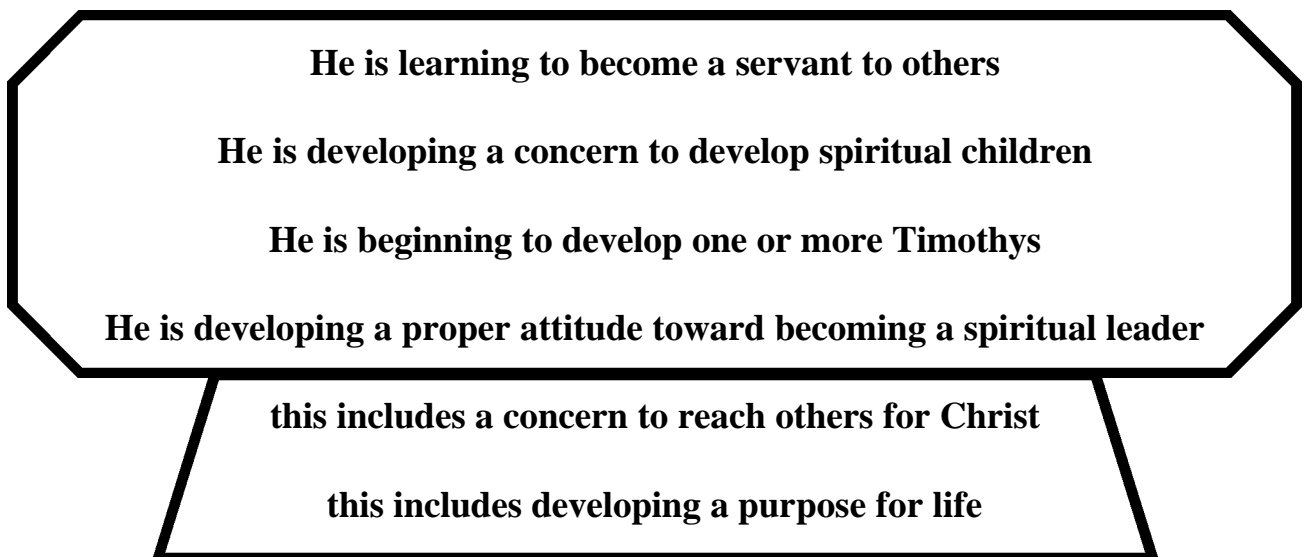 He is learning to become a servant to others
He is developing a concern to develop spiritual children
He is beginning to develop one or more Timothys
He is developing a proper attitude toward becoming a spiritual leader
this includes a concern to reach others for Christ
this includes developing a purpose for life